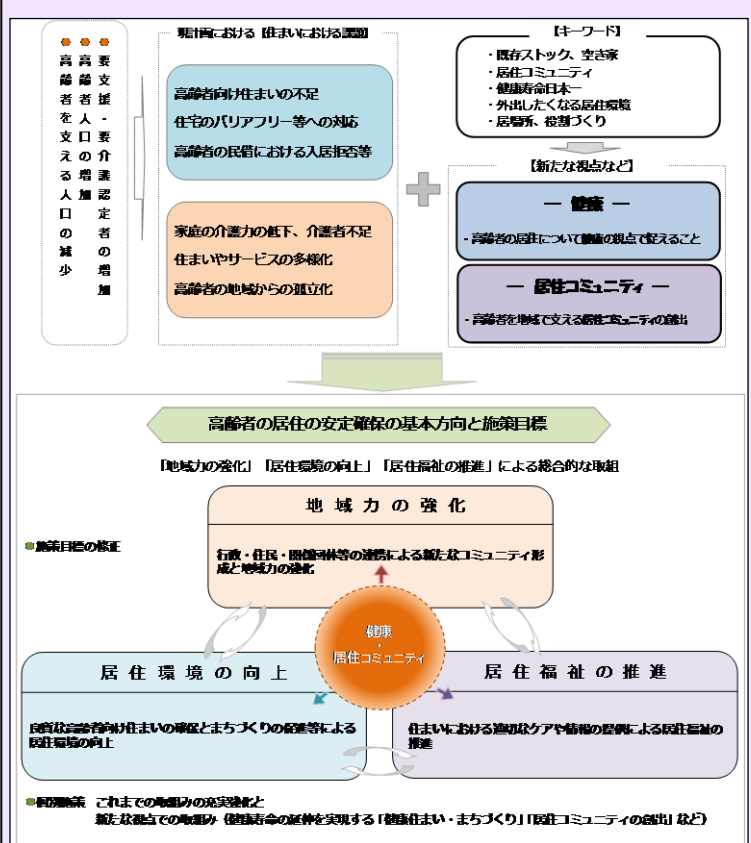 高齢者を支える人口の減少
高齢者人口の増加
要支援・要介護認定者の増加
現計画における【住まいにおける課題】
高齢者向け住まいの不足
住宅のバリアフリー等への対応
高齢者の民借における入居拒否等
家庭の介護力の低下、介護者不足
住まいやサービスの多様化
高齢者の地域からの孤立化
【キーワード】
・既存ストック、空き家
・居住コミュニティ
・健康寿命日本一
・外出したくなる居住環境
・居場所、役割づくり
【新たな視点など】
― 健康 ―
・高齢者の居住について健康の視点で捉えること
― 居住コミュニティ ―
・高齢者を地域で支える居住コミュニティの創出
高齢者の居住の安定確保の基本方向と施策目標
「地域力の強化」「居住環境の向上」「居住福祉の推進」による総合的な取組
地域力の強化
●施策目標の修正
行政・住民・関係団体等の連携による新たなコミュニティ形
成と地域力の強化
健康
・
居住コミュニティ
居住環境の向上
良質な高齢者向け住まいの確保とまちづくりの促進等による
居住環境の向上
居住福祉の推進
住まいにおける適切なケアや情報の提供による居住福祉の
推進
●個別施策 これまでの取組みの充実強化と
新たな視点での取組み(健康寿命の延伸を実現する「健康住まい・まちづくり」「居住コミュニティの創出」など)